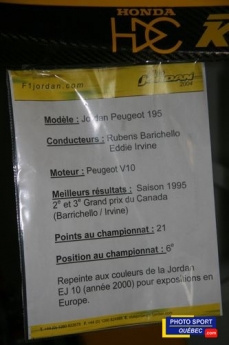 HONDA
F1jordan.com
JORDAN
2004
Modèle : Jordan Peugeot 195
Conducteurs : Rubens Barichello
Eddie Irvine
Moteur : Peugeot V10
Meilleurs résultats : Saison 1995
2e et 3e Grand prix du Canada
(Barrichello / Irvine)
Points au championnat : 21
Position au championnat : 6e
Repeinte aux couleurs de la Jordan
EJ 10 (année 2000) pour expositions en
Europe.
PHOTO SPORT
QUÉBEC
.com